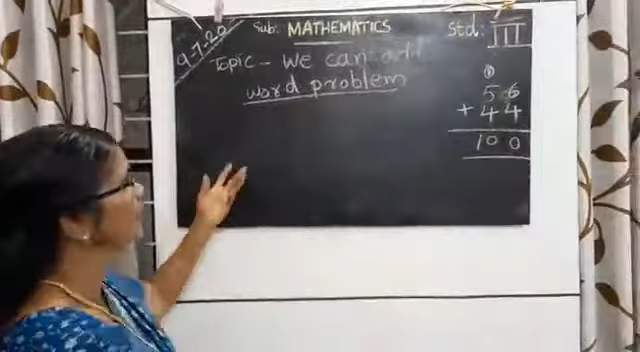 9-7-20
Sub: MATHEMATICS
Std: III
Topic - We can add
word problem
①
56
+ 44
100